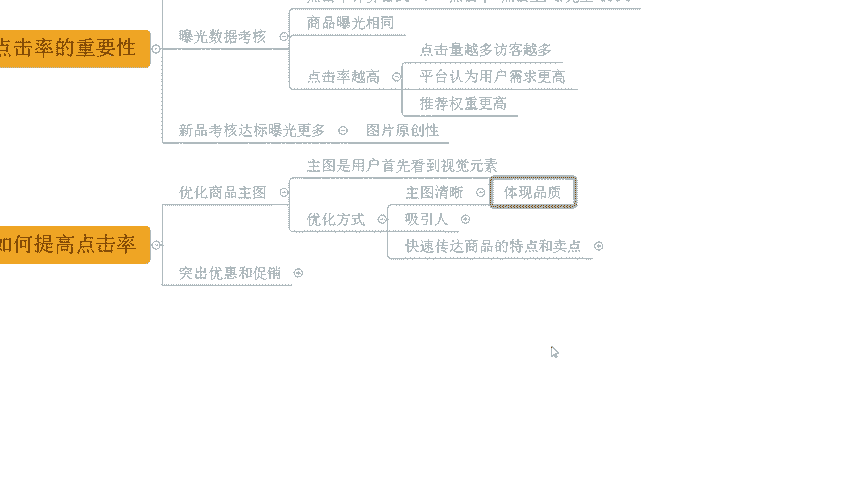 商品曝光相同
曝光数据考核
点击率的重要性
点击量越多访客越多
点击率越高
平台认为用户需求更高
推荐权重更高
新品考核达标曝光更多
图片原创性
主图是用户首先看到视觉元素
优化商品主图
主图清晰
体现品质
优化方式
吸引人
如何提高点击率
快速传达商品的特点和卖点
突出优惠和促销